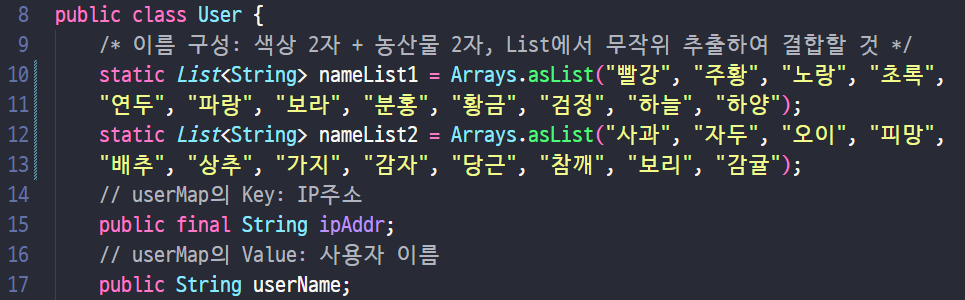 8 public class User {
9 /* 이름 구성: 색상 2자 + 농산물 2자, List에서 무작위 추출하여 결합할 것 */
10 static List<String> nameList1 = Arrays.asList("빨강", "주황", "노랑", "초록",
11 "연두", "파랑", "보라", "분홍", "황금", "검정", "하늘", "하양");
12 static List<String> nameList2 = Arrays.asList("사과", "자두", "오이", "피망",
13 "배추", "상추", "가지", "감자", "당근", "참깨", "보리", "감귤");
14 // userMap의 Key: IP주소
15 public final String ipAddr;
16 // userMap의 Value: 사용자 이름
17 public String userName;